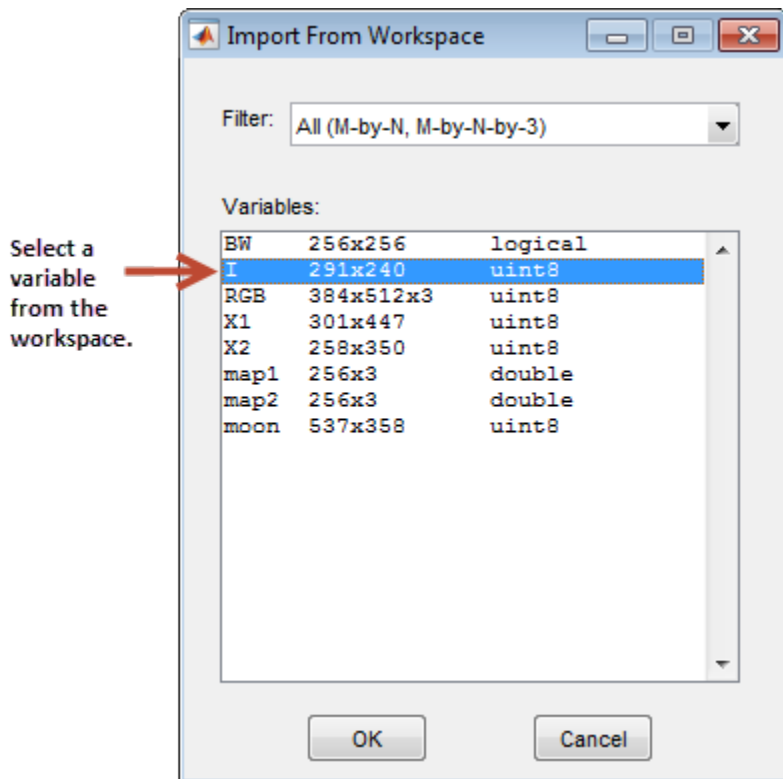 Import From Workspace
Filter: All (M-by-N, M-by-N-by-3)
Variables:
Select a
variable
from the
workspace.
BW 256x256 logical
I 291x240 uint8
RGB 384x512x3 uint8
X1 301x447 uint8
X2 258x350 uint8
map1 256x3 double
map2 256x3 double
moon 537x358 uint8
OK Cancel